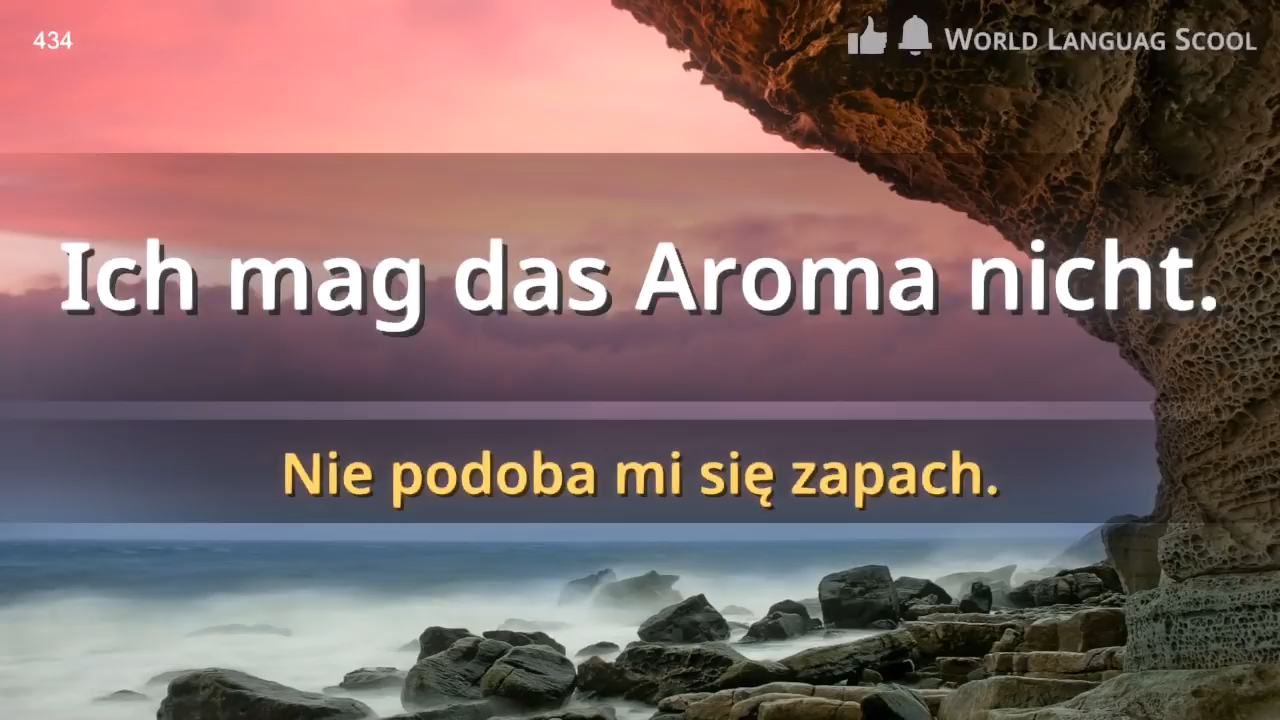 434
World Languag Scool
Ich mag das Aroma nicht.
Nie podoba mi się zapach.